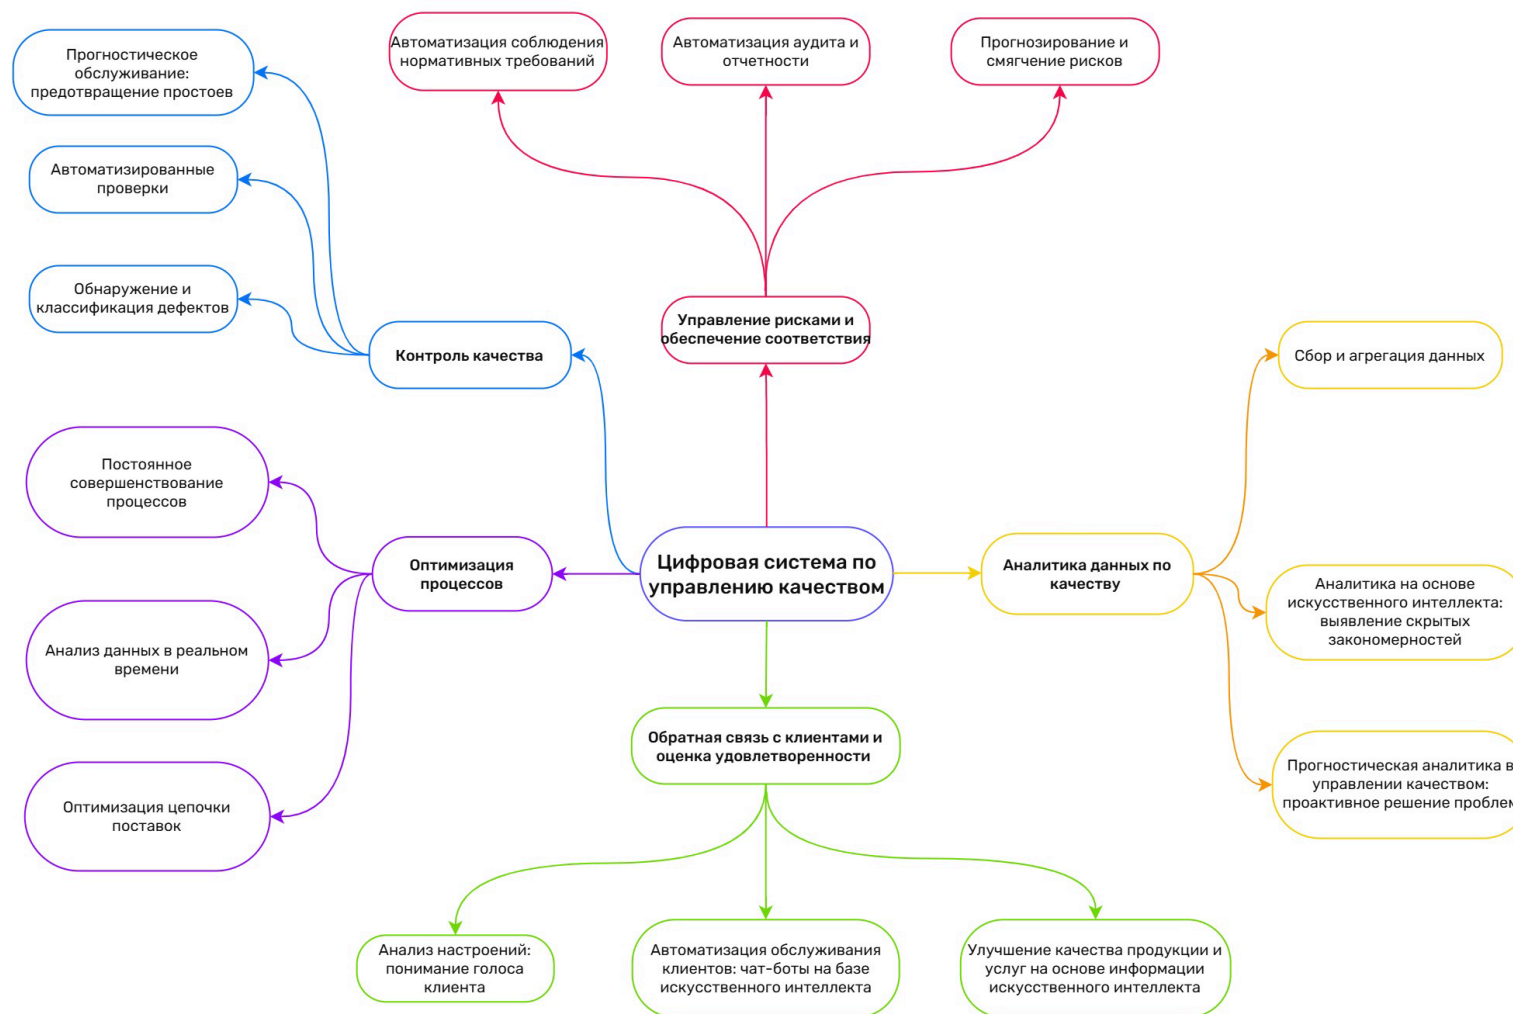 Прогностическое
обслуживание:
предотвращение простоев
Автоматизация соблюдения
нормативных требований
Автоматизация аудита и
отчетности
Прогнозирование и
смягчение рисков
Автоматизированные
проверки
Обнаружение и
классификация дефектов
Контроль качества
Управление рисками и
обеспечение соответствия
Сбор и агрегация данных
Постоянное
совершенствование
процессов
Оптимизация
процессов
Цифровая система по
управлению качеством
Аналитика данных по
качеству
Аналитика на основе
искусственного интеллекта:
выявление скрытых
закономерностей
Анализ данных в реальном
времени
Обратная связь с клиентами и
оценка удовлетворенности
Прогностическая аналитика в
управлении качеством:
проактивное решение проблем
Оптимизация цепочки
поставок
Анализ настроений:
понимание голоса
клиента
Автоматизация обслуживания
клиентов: чат-боты на базе
искусственного интеллекта
Улучшение качества продукции и
услуг на основе информации
искусственного интеллекта